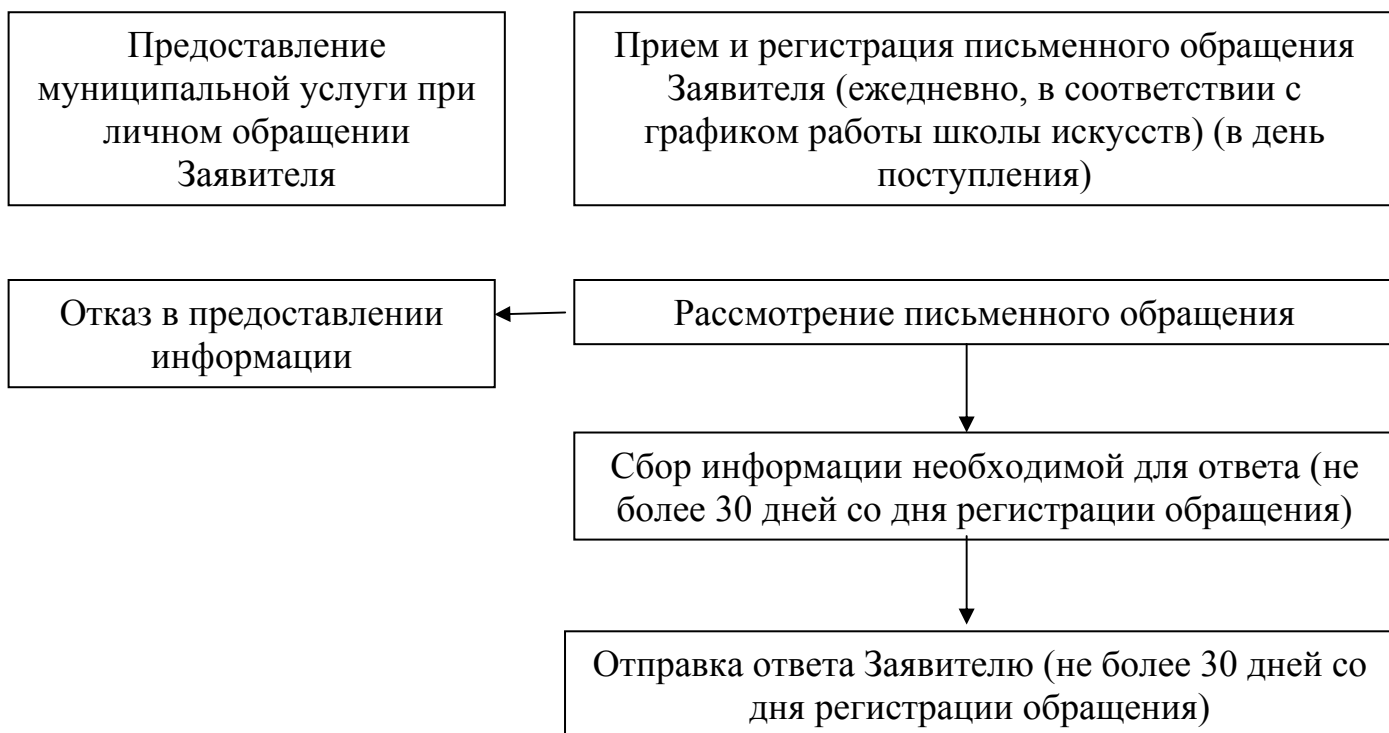 Предоставление
муниципальной услуги при
личном обращении
Заявителя
Прием и регистрация письменного обращения
Заявителя (ежедневно, в соответствии с
графиком работы школы искусств) (в день
поступления)
Отказ в предоставлении
информации
Рассмотрение письменного обращения
Сбор информации необходимой для ответа (не
более 30 дней со дня регистрации обращения)
Отправка ответа Заявителю (не более 30 дней со
дня регистрации обращения)